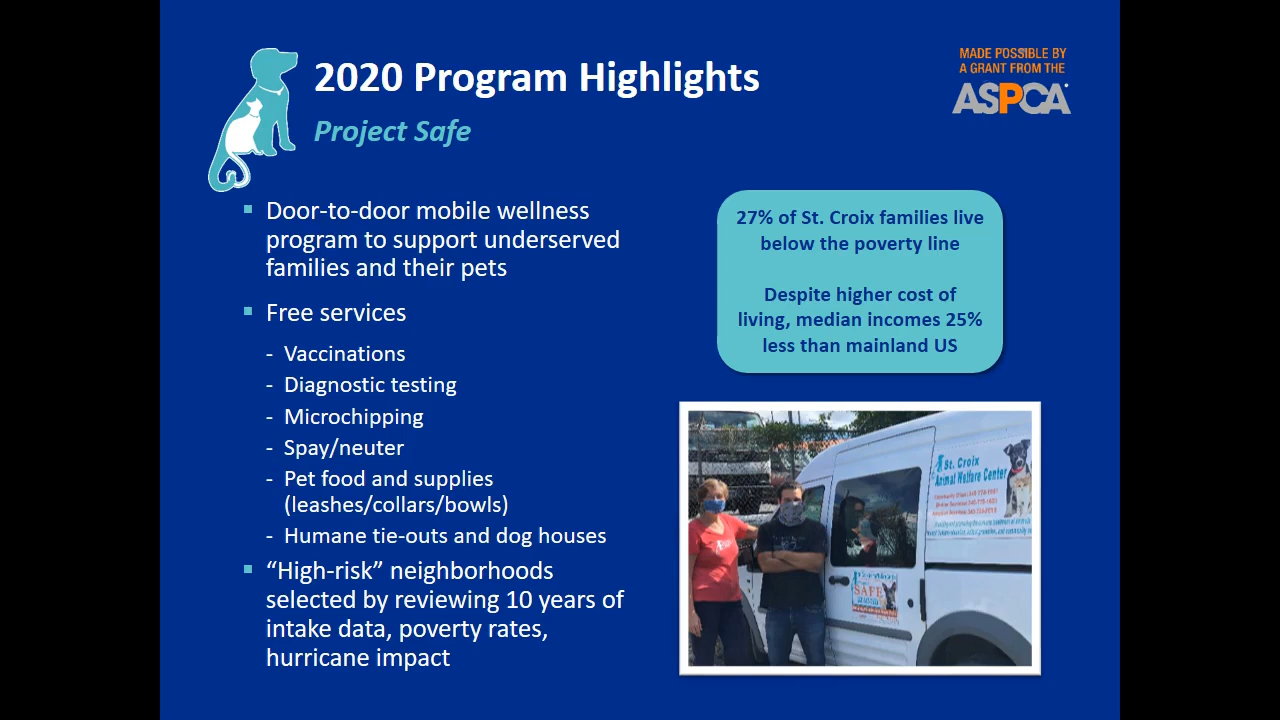 2020 Program Highlights
Project Safe
MADE POSSIBLE BY
A GRANT FROM THE
ASPCA
Door-to-door mobile wellness
program to support underserved
families and their pets
Free services
- Vaccinations
- Diagnostic testing
- Microchipping
- Spay/neuter
- Pet food and supplies
(leashes/collars/bowls)
- Humane tie-outs and dog houses
“High-risk” neighborhoods
selected by reviewing 10 years of
intake data, poverty rates,
hurricane impact
27% of St. Croix families live
below the poverty line
Despite higher cost of
living, median incomes 25%
less than mainland US
St. Croix
Animal Welfare Center
SAFE